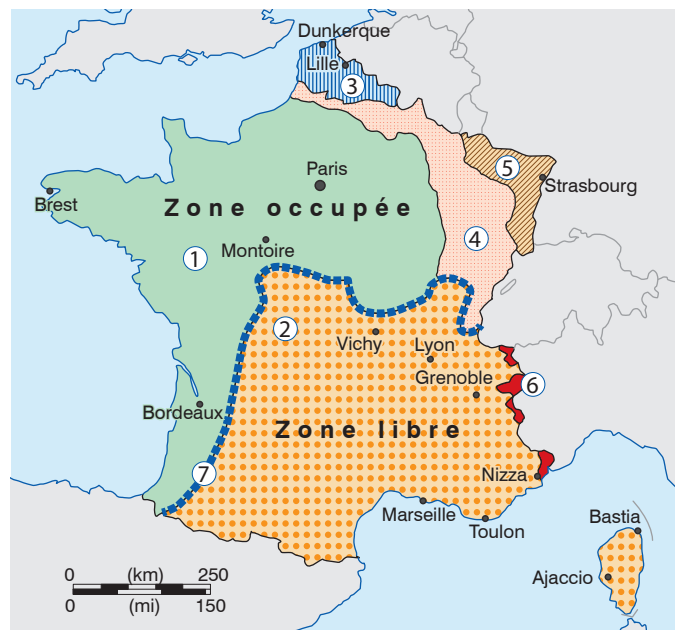 Dunkerque
Lille
3
5
Strasbourg
Paris
Brest
Zone occupée
4
Montoire
1
2
Vichy
Lyon
Grenoble
6
Bordeaux
Zone libre
7
Nizza
Marseille
Toulon
Bastia
Ajaccio
0 (km) 250
0 (mi) 150